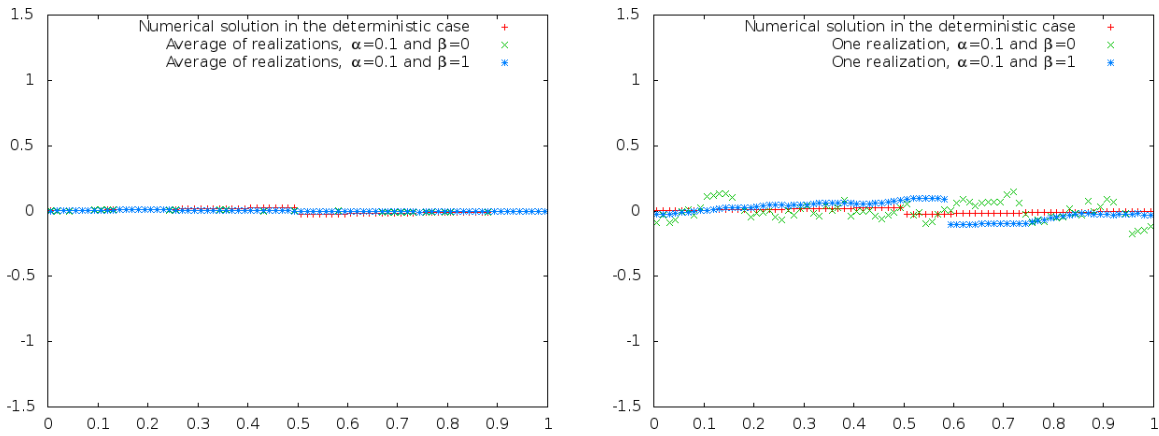 1.5
1
0.5
0
-0.5
-1
-1.5
0 0.1 0.2 0.3 0.4 0.5 0.6 0.7 0.8 0.9 1
Numerical solution in the deterministic case
Average of realizations, α=0.1 and β=0
Average of realizations, α=0.1 and β=1
1.5
1
0.5
0
-0.5
-1
-1.5
0 0.1 0.2 0.3 0.4 0.5 0.6 0.7 0.8 0.9 1
Numerical solution in the deterministic case
One realization, α=0.1 and β=0
One realization, α=0.1 and β=1